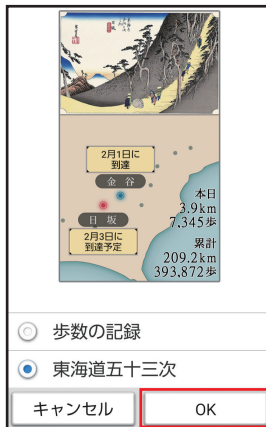 2月1日に
到達
金谷
日坂
2月3日に
到達予定
本日
3.9km
7,345歩
累計
209.2km
393,872歩
歩数の記録
東海道五十三次
キャンセル
OK